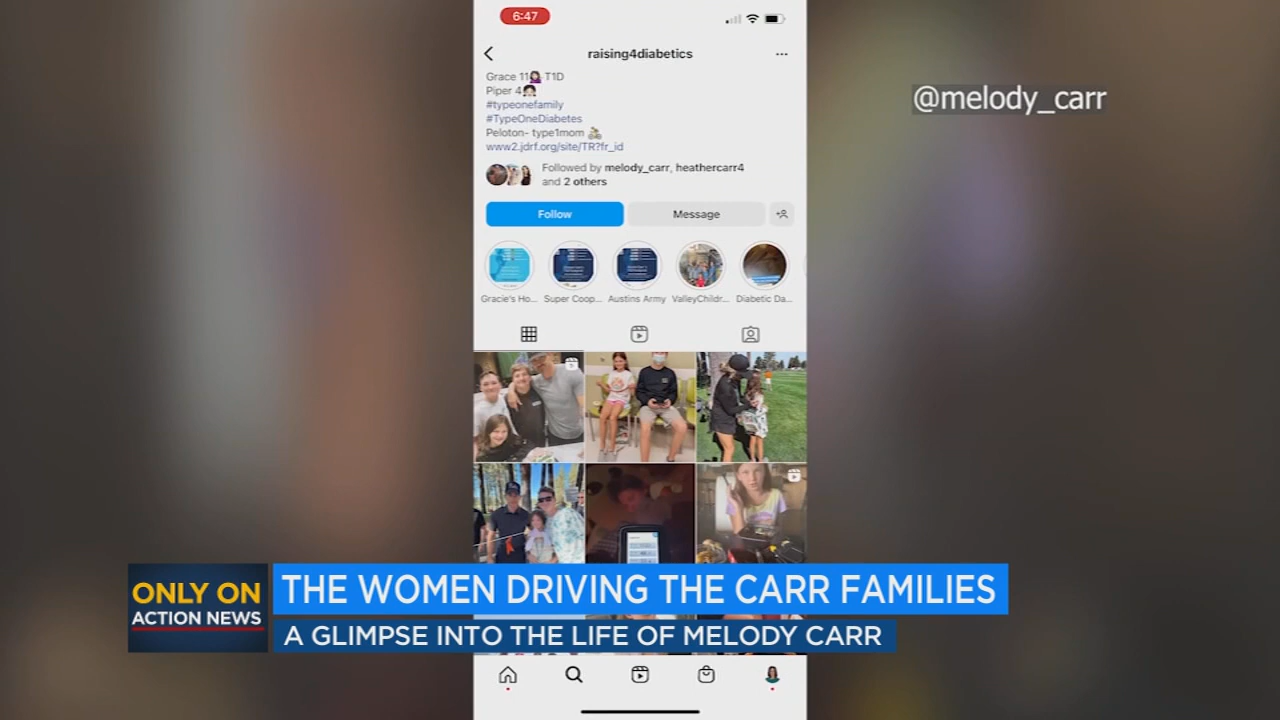 6:47
raising4diabetics
@melody_carr
Grace 11 T1D
Piper 4
#typeonefamily
#TypeOneDiabetes
Peloton- type1mom
www2.jdrf.org/site/TR?fr_id
Followed by melody_carr, heathercarr4
and 2 others
Follow
Message
Gracie's Ho...
Super Coop...
Austins Army
ValleyChildr...
Diabetic Da...
ONLY ON
ACTION NEWS
THE WOMEN DRIVING THE CARR FAMILIES
A GLIMPSE INTO THE LIFE OF MELODY CARR